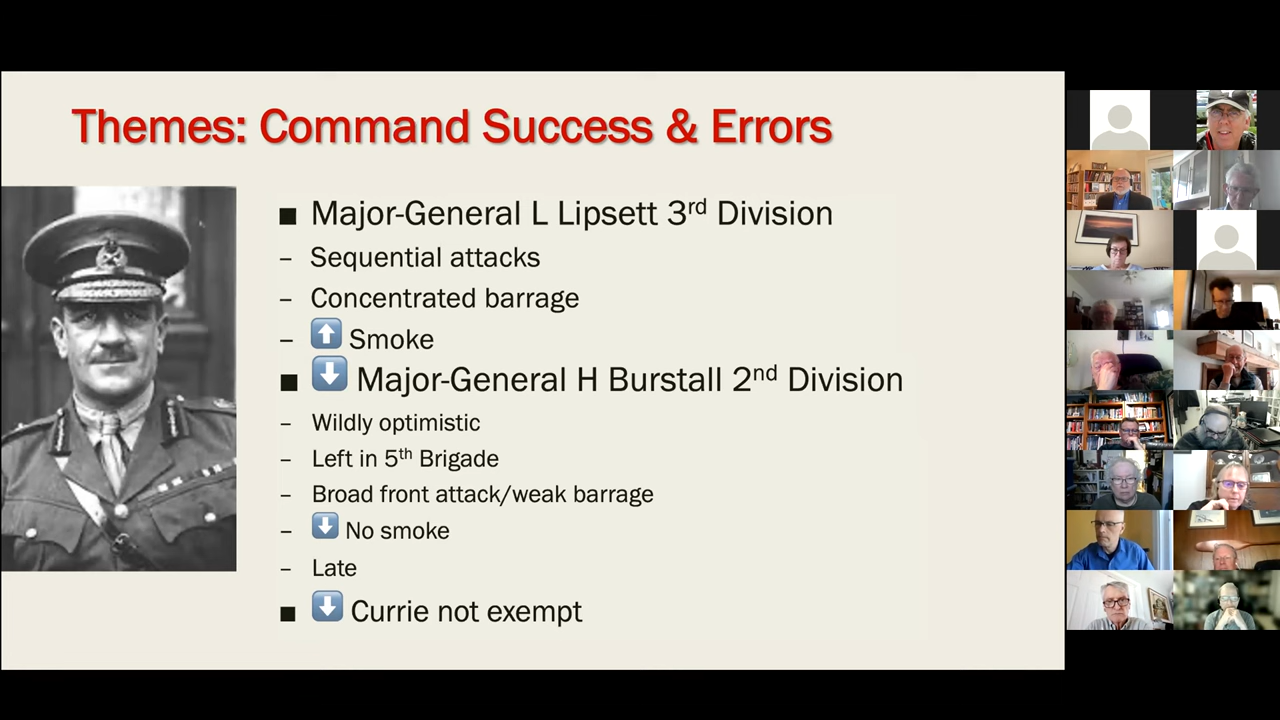 Themes: Command Success & Errors
■ Major-General L Lipsett 3rd Division
– Sequential attacks
– Concentrated barrage
– ⬆ Smoke
■ ⬇ Major-General H Burstall 2nd Division
– Wildly optimistic
– Left in 5th Brigade
– Broad front attack/weak barrage
– ⬇ No smoke
– Late
■ ⬇ Currie not exempt